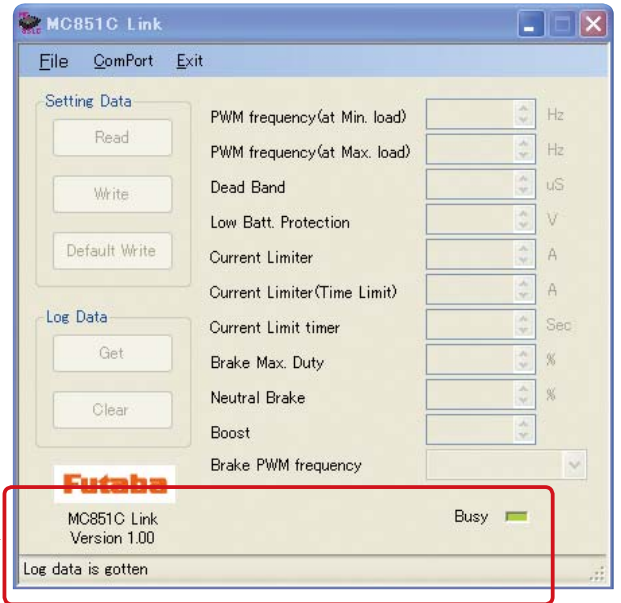 MC851C Link
File ComPort Exit
Setting Data
Read
Write
Default Write
Log Data
Get
Clear
PWM frequency(at Min. load) Hz
PWM frequency(at Max. load) Hz
Dead Band uS
Low Batt. Protection V
Current Limiter A
Current Limiter(Time Limit) A
Current Limit timer Sec
Brake Max. Duty %
Neutral Brake %
Boost
Brake PWM frequency
Futaba
MC851C Link
Version 1.00
Busy
Log data is gotten